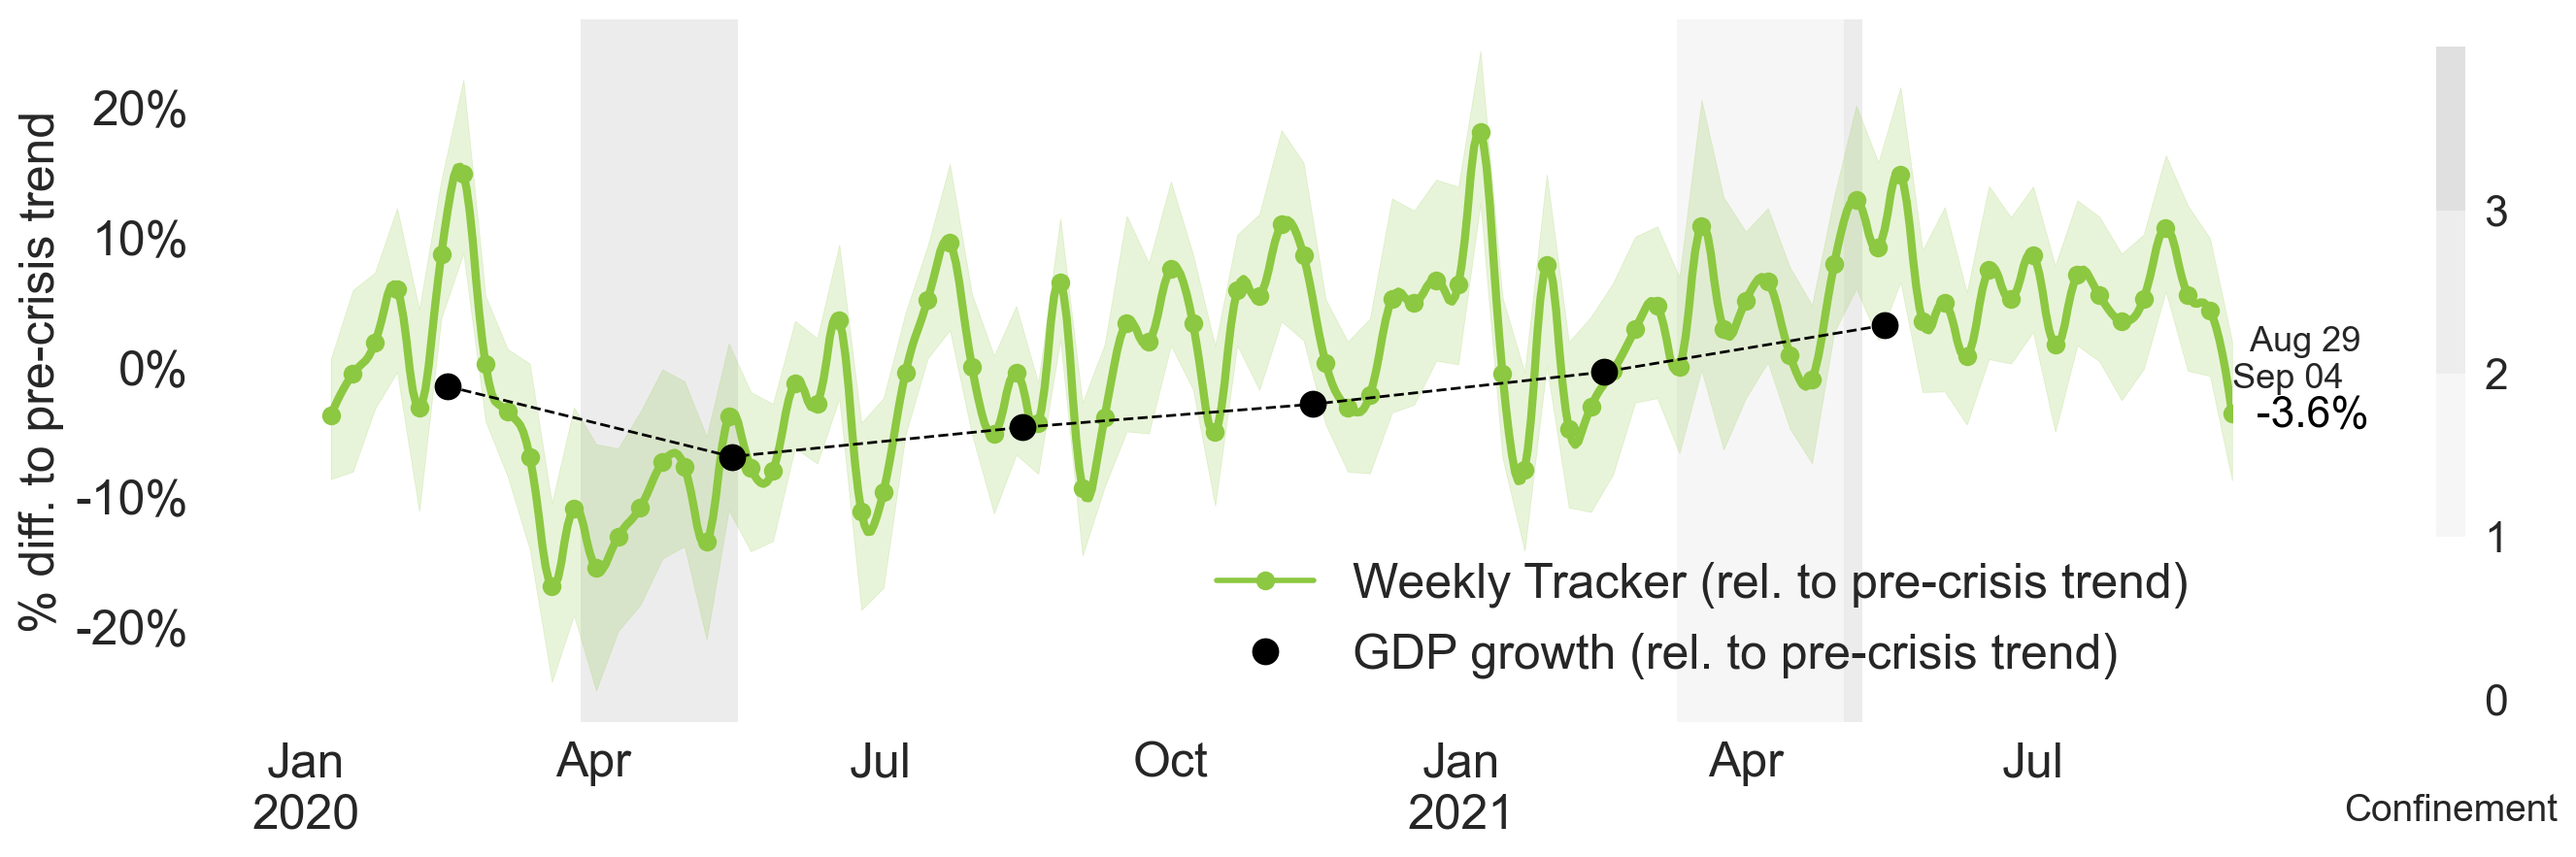 % diff. to pre-crisis trend
20%
10%
0%
-10%
-20%
Aug 29
Sep 04
-3.6%
Weekly Tracker (rel. to pre-crisis trend)
GDP growth (rel. to pre-crisis trend)
Jan
2020
Apr
Jul
Oct
Jan
2021
Apr
Jul
3
2
1
0
Confinement